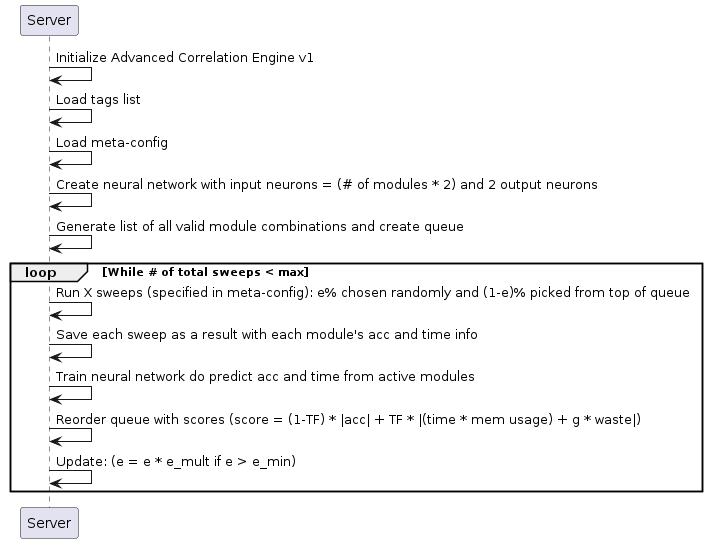 Server
Initialize Advanced Correlation Engine v1
Load tags list
Load meta-config
Create neural network with input neurons = (# of modules * 2) and 2 output neurons
Generate list of all valid module combinations and create queue
loop [While # of total sweeps < max]
Run X sweeps (specified in meta-config): e% chosen randomly and (1-e)% picked from top of queue
Save each sweep as a result with each module's acc and time info
Train neural network do predict acc and time from active modules
Reorder queue with scores (score = (1-TF) * |acc| + TF * |(time * mem usage) + g * waste|)
Update: (e = e * e_mult if e > e_min)
Server